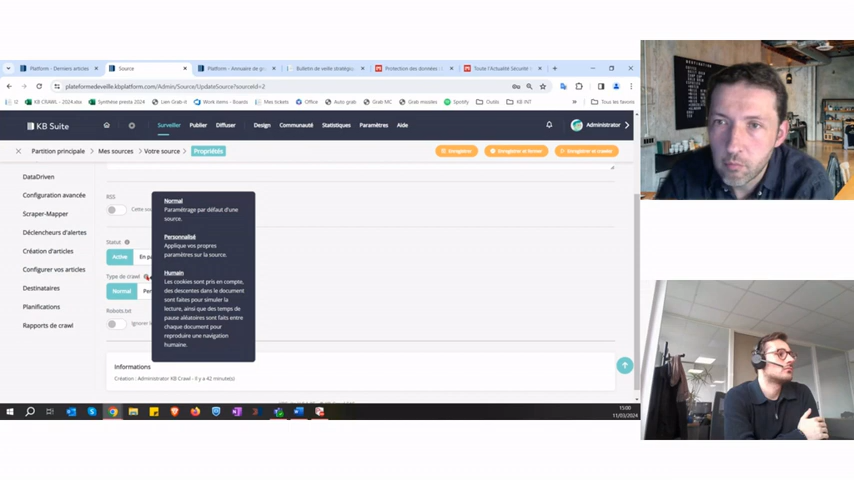 Platform - Derniers articles
Source
Platform - Annuaire de
Bulletin de veille stratégiq
Protection des données
Toute l'Actualité Sécurité
plateformedeveille.kbplatform.com/Admin/Source/UpdateSource?sourceId=2
KB CRAWL - 2024.xlsx
Synthèse presta 2024
Lien Grab-It
Work items - Boards
Mes tickets
Office
Auto grab
Grab MC
Grab missiles
Spotify
Outils
KB INT
Tous les favoris
KB Suite
Surveiller
Publier
Diffuser
Design
Communauté
Statistiques
Paramètres
Aide
Administrator
Partition principale
Mes sources
Votre source
Propriétés
Enregistrer
Enregistrer et fermer
DataDriven
Configuration avancée
Scraper-Mapper
Déclencheurs d'alertes
Création d'articles
Configurer vos articles
Destinataires
Planifications
Rapports de crawl
RSS
Cette sou
Statut
Active
En pa
Type de crawl
Normal
Per
Robots.txt
Ignorer l
Normal
Paramétrage par défaut d'une
source.
Personnalisé
Applique vos propres
paramètres sur la source.
Humain
Les cookies sont pris en compte,
des descentes dans le document
sont faites pour simuler la
lecture, ainsi que des temps de
pause aléatoires sont faits entre
chaque document pour
reproduire une navigation
humaine.
Informations
Création : Administrator KB Crawl - Il y a 42 minute(s)
15:00
11/03/2024